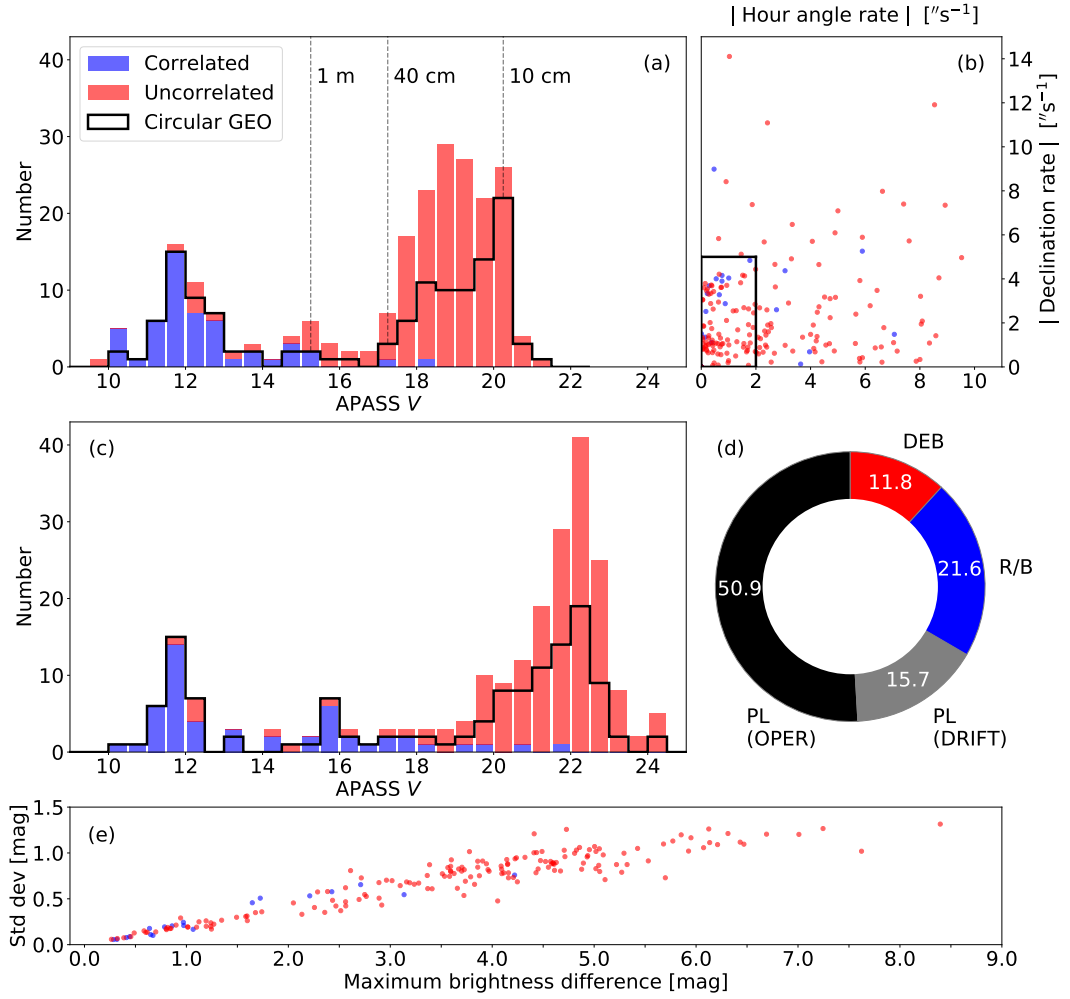 | Hour angle rate | [″s⁻¹]
Correlated
Uncorrelated
Circular GEO
1 m
40 cm
10 cm
(a)
40
30
20
10
0
Number
10 12 14 16 18 20 22 24
APASS V
(b)
14
12
10
8
6
4
2
0
| Declination rate | [″s⁻¹]
0 2 4 6 8 10
(c)
40
30
20
10
0
Number
10 12 14 16 18 20 22 24
APASS V
(d)
DEB
11.8
R/B
21.6
50.9
15.7
PL
(OPER)
PL
(DRIFT)
(e)
1.5
1.0
0.5
0.0
Std dev [mag]
0.0 1.0 2.0 3.0 4.0 5.0 6.0 7.0 8.0 9.0
Maximum brightness difference [mag]